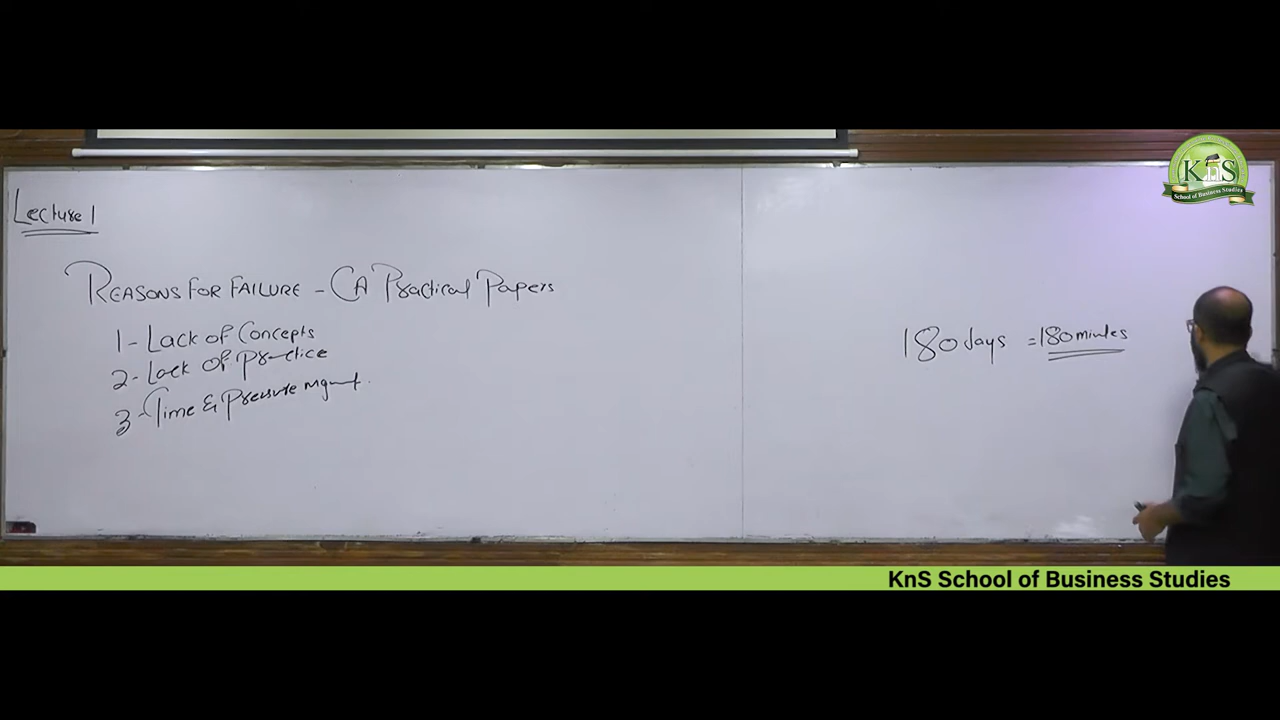 Lecture 1
REASONS FOR FAILURE - CA Practical Papers
1- Lack of Concepts
2- Lack of practice
3- Time & Pressure mgmt.
180 days = 180 minutes
KnS
School of Business Studies
KnS School of Business Studies